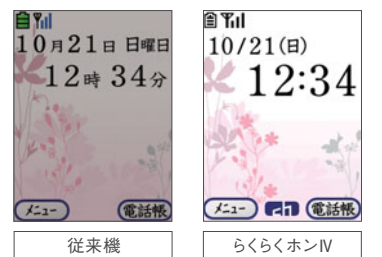 10月21日 日曜日
12時 34分
メニュー
電話帳
従来機
10/21(日)
12:34
メニュー
ch
電話帳
らくらくホンⅣ